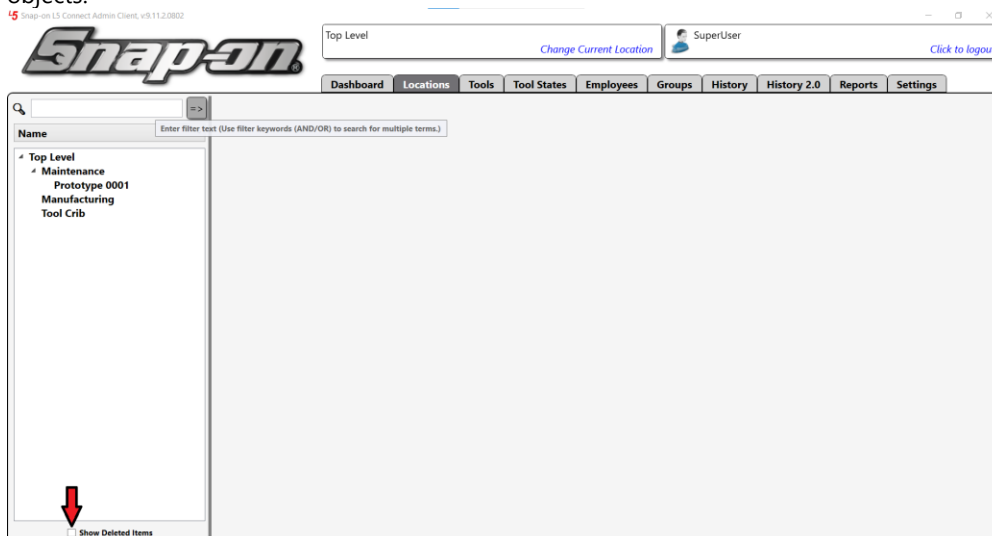 objects.
Snap-on L5 Connect Admin Client, v:9.11.2.0802
Snap-on
Top Level
Change Current Location
SuperUser
Click to logou
Dashboard Locations Tools Tool States Employees Groups History History 2.0 Reports Settings
=>
Name
Enter filter text (Use filter keywords (AND/OR) to search for multiple terms.)
Top Level
Maintenance
Prototype 0001
Manufacturing
Tool Crib
Show Deleted Items